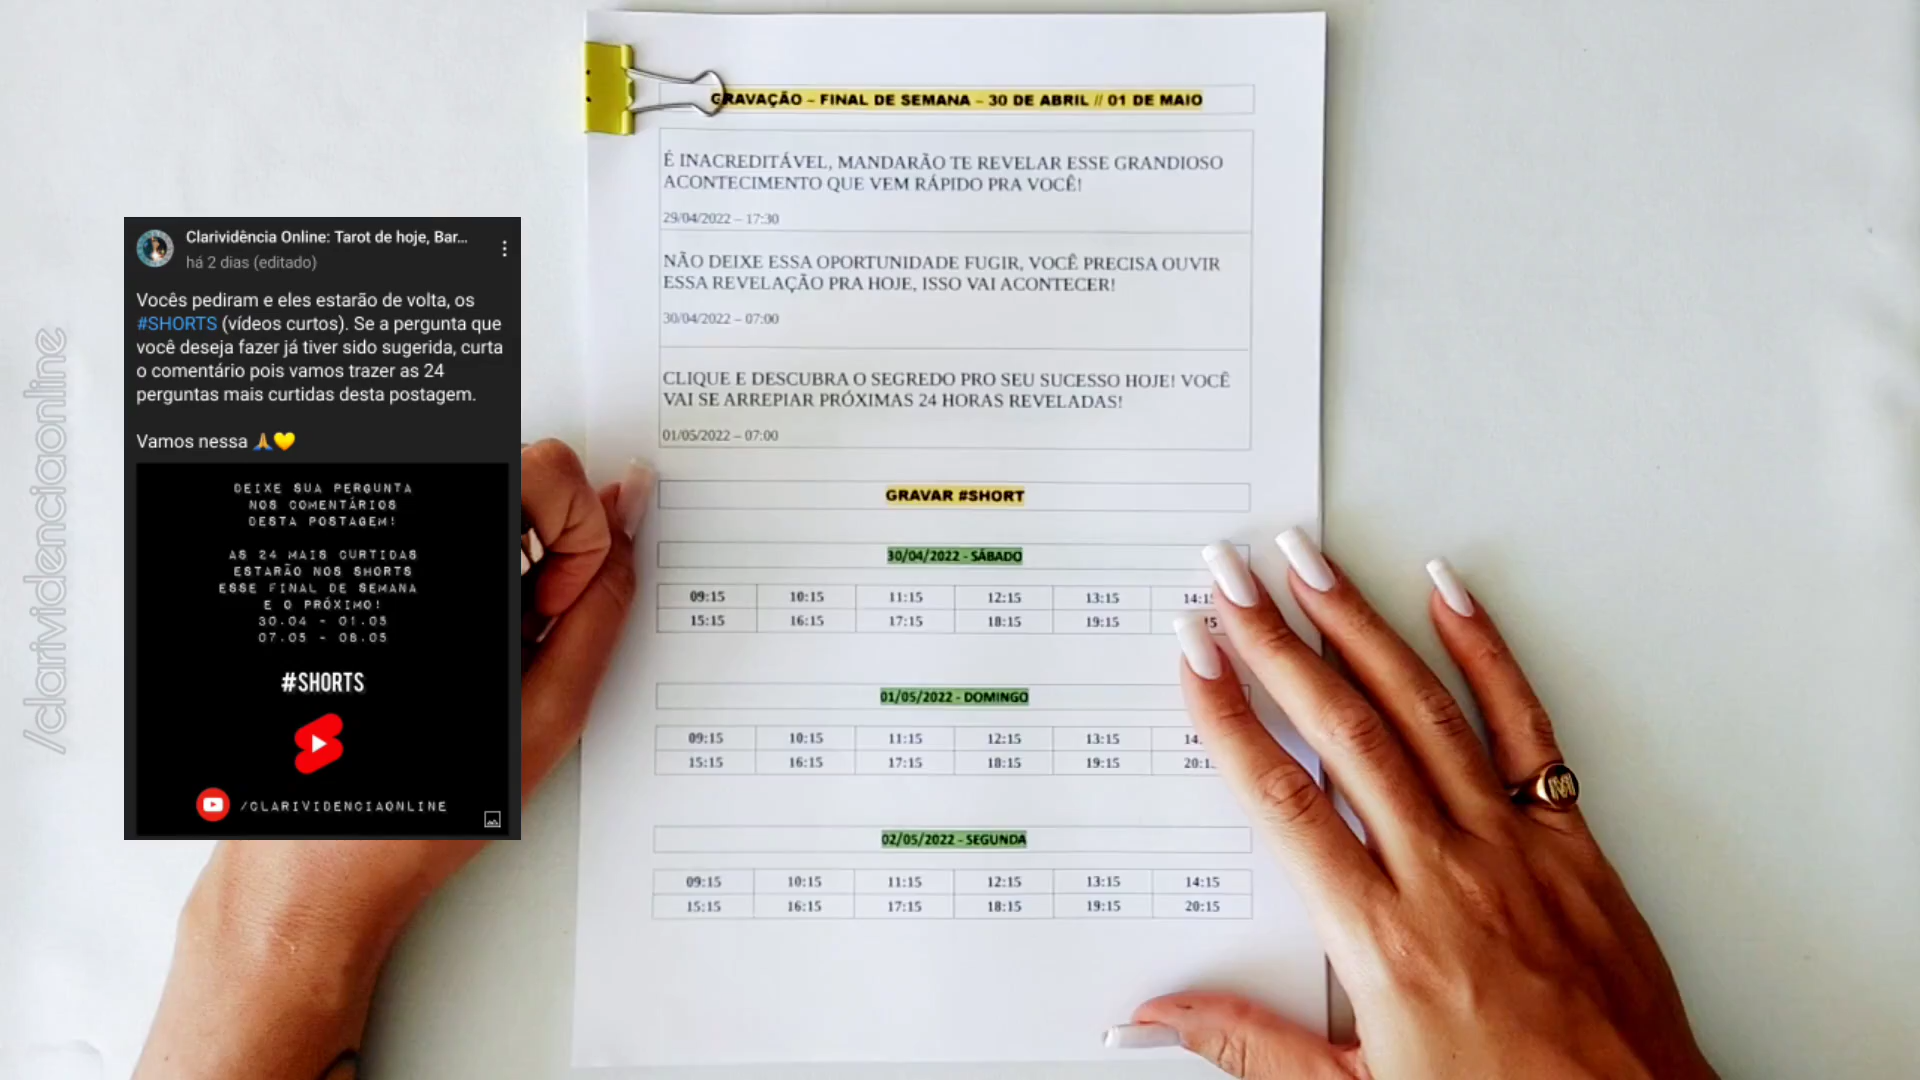 /clarividenciaonline
Clarividência Online: Tarot de hoje, Bar...
há 2 dias (editado)
Vocês pediram e eles estarão de volta, os
#SHORTS (vídeos curtos). Se a pergunta que
você deseja fazer já tiver sido sugerida, curta
o comentário pois vamos trazer as 24
perguntas mais curtidas desta postagem.
Vamos nessa 🙏💛
DEIXE SUA PERGUNTA
NOS COMENTÁRIOS
DESTA POSTAGEM!
AS 24 MAIS CURTIDAS
ESTARÃO NOS SHORTS
ESSE FINAL DE SEMANA
E O PRÓXIMO!
30.04 - 01.05
07.05 - 08.05
#SHORTS
/CLARIVIDENCIAONLINE
GRAVAÇÃO – FINAL DE SEMANA – 30 DE ABRIL // 01 DE MAIO
É INACREDITÁVEL, MANDARÃO TE REVELAR ESSE GRANDIOSO
ACONTECIMENTO QUE VEM RÁPIDO PRA VOCÊ!
29/04/2022 – 17:30
NÃO DEIXE ESSA OPORTUNIDADE FUGIR, VOCÊ PRECISA OUVIR
ESSA REVELAÇÃO PRA HOJE, ISSO VAI ACONTECER!
30/04/2022 – 07:00
CLIQUE E DESCUBRA O SEGREDO PRO SEU SUCESSO HOJE! VOCÊ
VAI SE ARREPIAR PRÓXIMAS 24 HORAS REVELADAS!
01/05/2022 – 07:00
GRAVAR #SHORT
30/04/2022 - SÁBADO
09:15 10:15 11:15 12:15 13:15 14:15
15:15 16:15 17:15 18:15 19:15
01/05/2022 - DOMINGO
09:15 10:15 11:15 12:15 13:15 14:
15:15 16:15 17:15 18:15 19:15 20:1
02/05/2022 - SEGUNDA
09:15 10:15 11:15 12:15 13:15 14:15
15:15 16:15 17:15 18:15 19:15 20:15